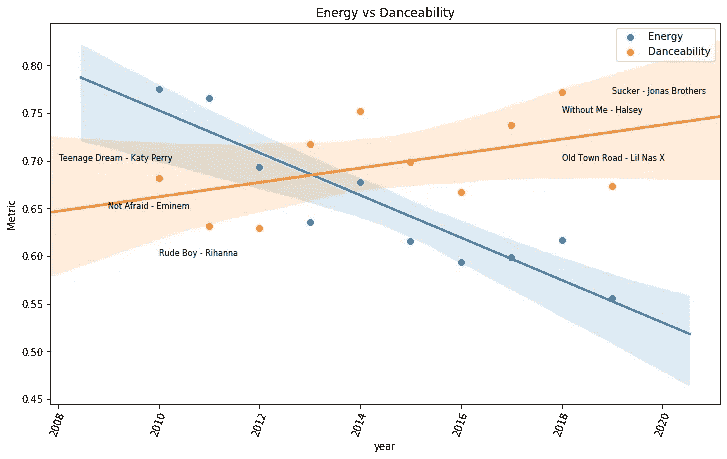 Energy vs Danceability
Energy
Danceability
0.80
0.75
0.70
0.65
0.60
0.55
0.50
0.45
Metric
Sucker - Jonas Brothers
Without Me - Halsey
Teenage Dream - Katy Perry
Old Town Road - Lil Nas X
Not Afraid - Eminem
Rude Boy - Rihanna
2008
2010
2012
2014
2016
2018
2020
year